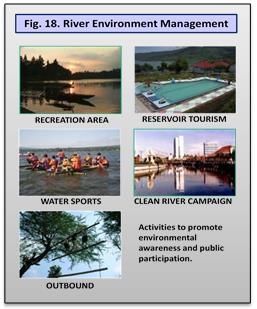 Fig. 18. River Environment Management
RECREATION AREA
RESERVOIR TOURISM
WATER SPORTS
CLEAN RIVER CAMPAIGN
Activities to promote
environmental
awareness and public
participation.
OUTBOUND